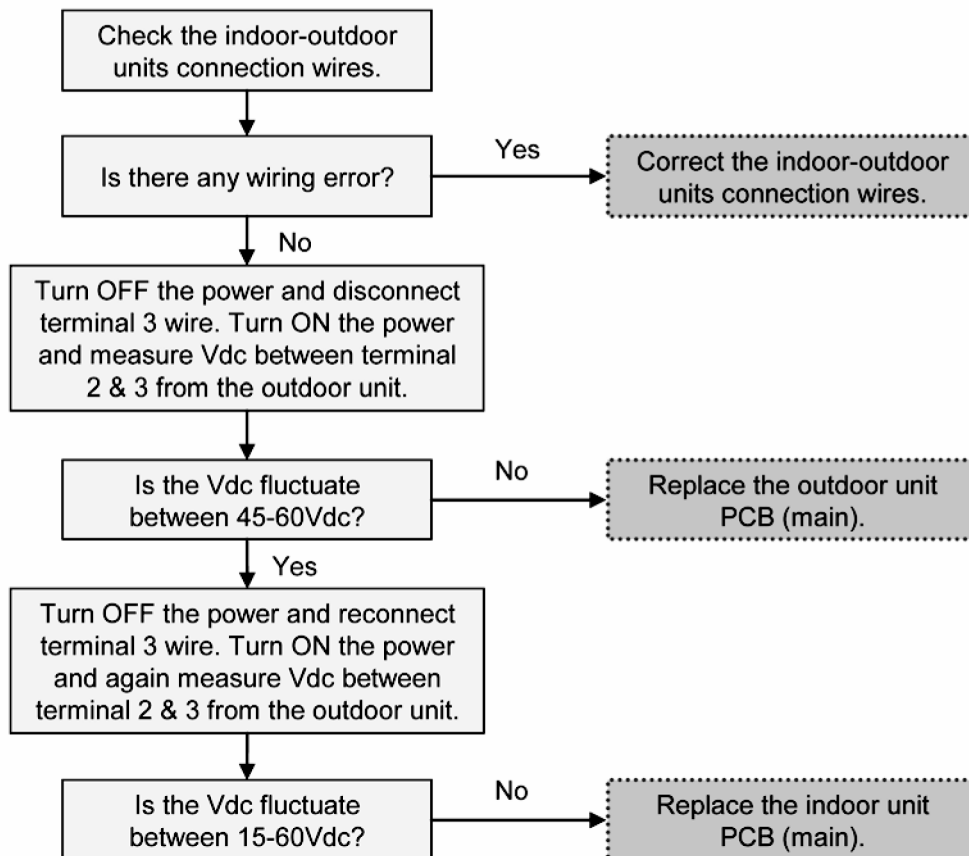 Check the indoor-outdoor
units connection wires.
Is there any wiring error?
Yes
Correct the indoor-outdoor
units connection wires.
No
Turn OFF the power and disconnect
terminal 3 wire. Turn ON the power
and measure Vdc between terminal
2 & 3 from the outdoor unit.
Is the Vdc fluctuate
between 45-60Vdc?
No
Replace the outdoor unit
PCB (main).
Yes
Turn OFF the power and reconnect
terminal 3 wire. Turn ON the power
and again measure Vdc between
terminal 2 & 3 from the outdoor unit.
Is the Vdc fluctuate
between 15-60Vdc?
No
Replace the indoor unit
PCB (main).